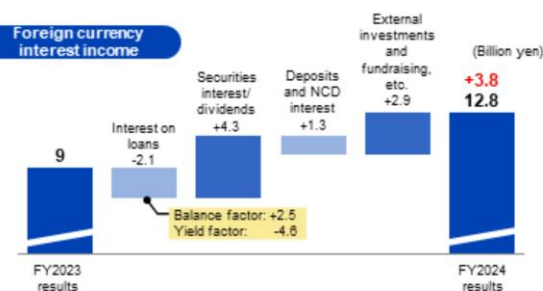 Foreign currency
interest income
(Billion yen)
9
Interest on
loans
-2.1
Balance factor: +2.5
Yield factor: -4.6
Securities
interest/
dividends
+4.3
Deposits
and NCD
interest
+1.3
External
investments
and
fundraising,
etc.
+2.9
+3.8
12.8
FY2023
results
FY2024
results